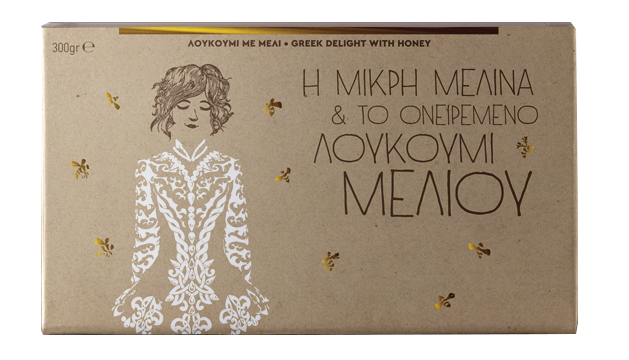 300gr ℮
ΛΟΥΚΟΥΜΙ ΜΕ ΜΕΛΙ • GREEK DELIGHT WITH HONEY
Η ΜΙΚΡΗ ΜΕΛΙΝΑ
& ΤΟ ΟΝΕΙΡΕΜΕΝΟ
ΛΟΥΚΟΥΜΙ
ΜΕΛΙΟΥ